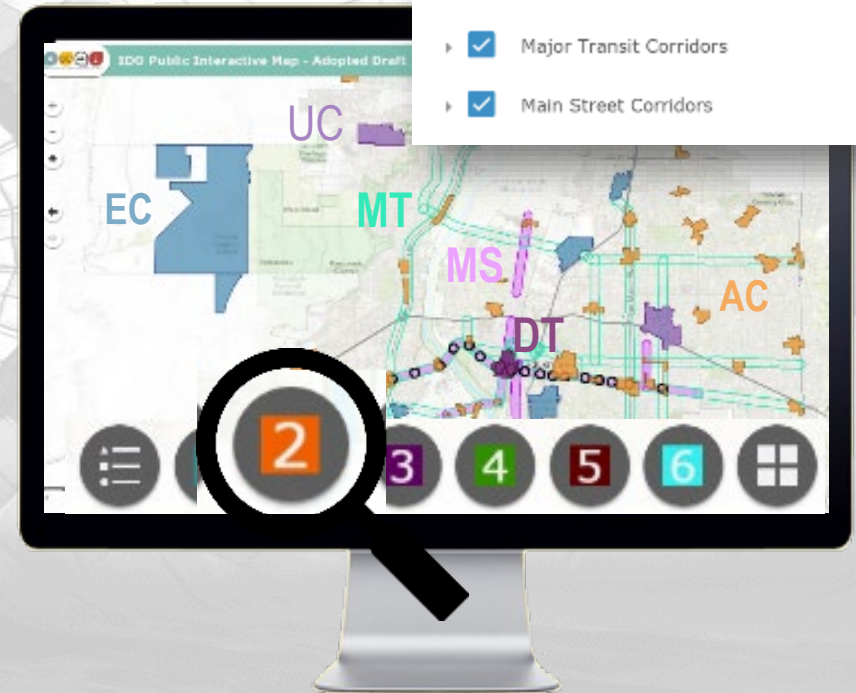 Major Transit Corridors
Main Street Corridors
IDO Public Interactive Map - Adopted Draft
UC
EC
MT
MS
AC
DT
2
3
4
5
6